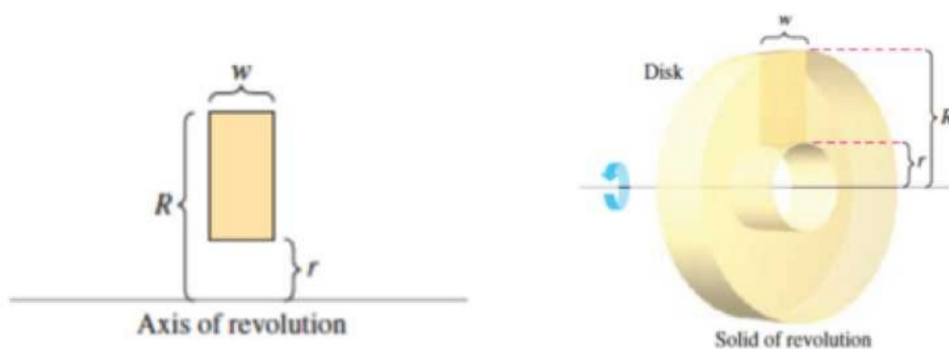 w
R
r
Axis of revolution
w
Disk
R
r
Solid of revolution